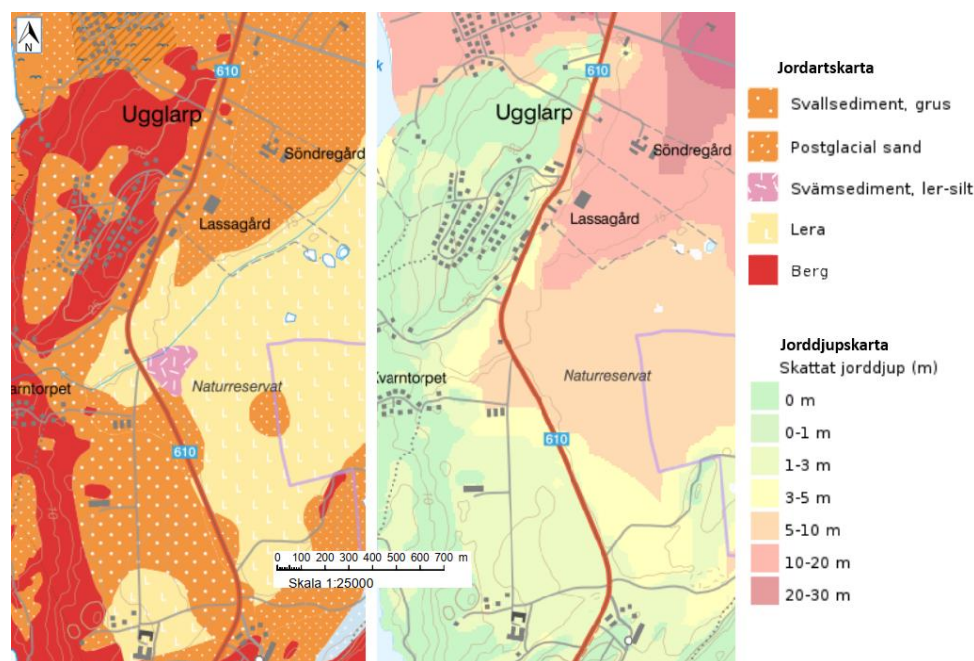 N
610
Ugglarp
Söndregård
Lassagård
Naturreservat
arntorpet
610
0 100 200 300 400 500 600 700 m
Skala 1:25000
610
Ugglarp
Söndregård
Lassagård
Naturreservat
Kvarntorpet
610
Jordartskarta
Svallsediment, grus
Postglacial sand
Svämsediment, ler-silt
Lera
Berg
Jorddjupskarta
Skattat jorddjup (m)
0 m
0-1 m
1-3 m
3-5 m
5-10 m
10-20 m
20-30 m